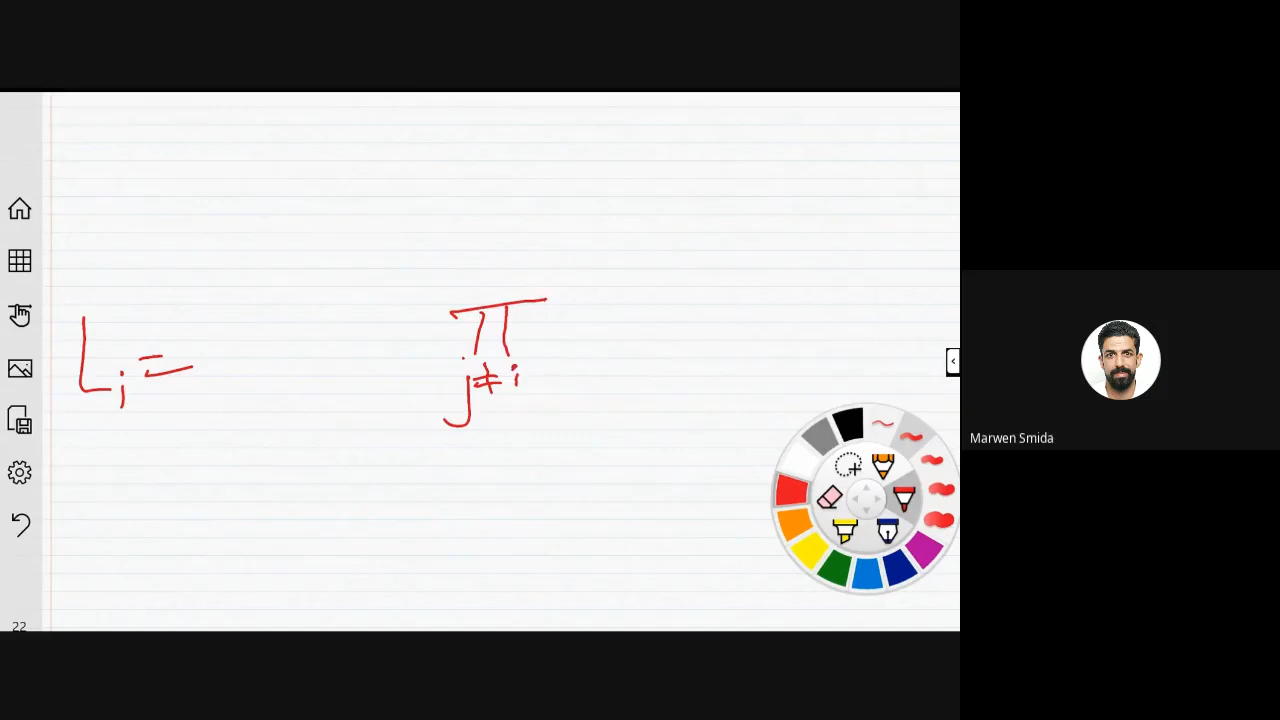 Li = ∏
j≠i
Marwen Smida
22